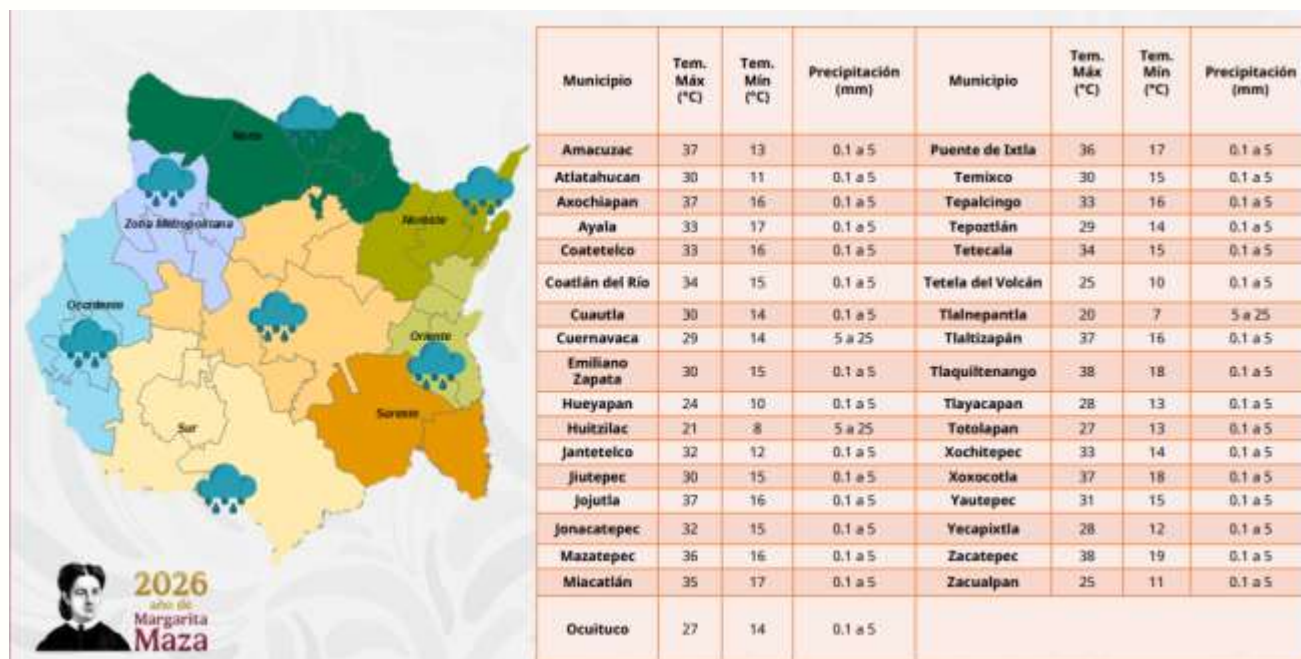 Norte
Zona Metropolitana
Noreste
Occidente
Oriente
Sureste
Sur
2026
año de
Margarita
Maza
Municipio Tem. Máx (°C) Tem. Mín (°C) Precipitación (mm) Municipio Tem. Máx (°C) Tem. Mín (°C) Precipitación (mm)
Amacuzac 37 13 0.1 a 5 Puente de Ixtla 36 17 0.1 a 5
Atlatahucan 30 11 0.1 a 5 Temixco 30 15 0.1 a 5
Axochiapan 37 16 0.1 a 5 Tepalcingo 33 16 0.1 a 5
Ayala 33 17 0.1 a 5 Tepoztlán 29 14 0.1 a 5
Coatetelco 33 16 0.1 a 5 Tetecala 34 15 0.1 a 5
Coatlán del Río 34 15 0.1 a 5 Tetela del Volcán 25 10 0.1 a 5
Cuautla 30 14 0.1 a 5 Tlalnepantla 20 7 5 a 25
Cuernavaca 29 14 5 a 25 Tlaltizapán 37 16 0.1 a 5
Emiliano Zapata 30 15 0.1 a 5 Tlaquiltenango 38 18 0.1 a 5
Hueyapan 24 10 0.1 a 5 Tlayacapan 28 13 0.1 a 5
Huitzilac 21 8 5 a 25 Totolapan 27 13 0.1 a 5
Jantetelco 32 12 0.1 a 5 Xochitepec 33 14 0.1 a 5
Jiutepec 30 15 0.1 a 5 Xoxocotla 37 18 0.1 a 5
Jojutla 37 16 0.1 a 5 Yautepec 31 15 0.1 a 5
Jonacatepec 32 15 0.1 a 5 Yecapixtla 28 12 0.1 a 5
Mazatepec 36 16 0.1 a 5 Zacatepec 38 19 0.1 a 5
Miacatlán 35 17 0.1 a 5 Zacualpan 25 11 0.1 a 5
Ocuituco 27 14 0.1 a 5